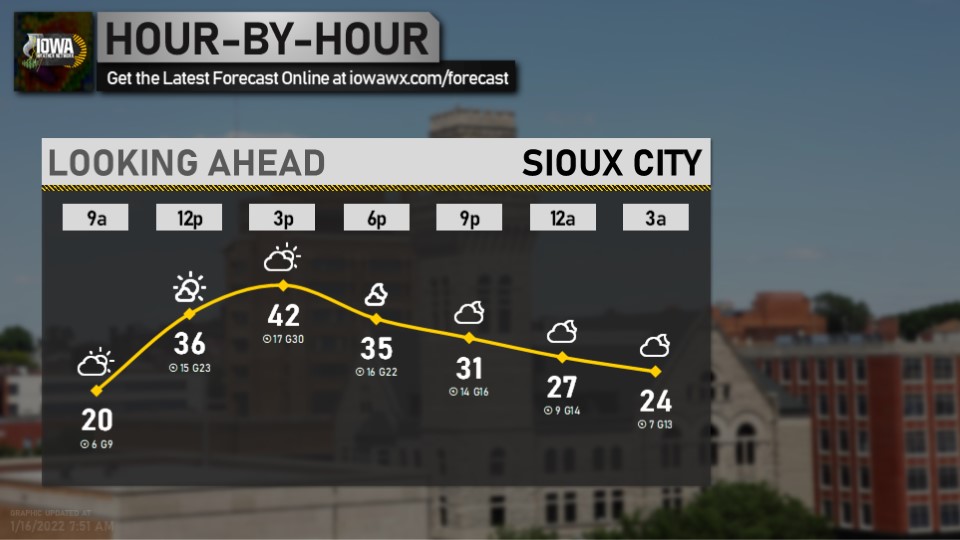 IOWA
HOUR-BY-HOUR
Get the Latest Forecast Online at iowawx.com/forecast
LOOKING AHEAD SIOUX CITY
9a 12p 3p 6p 9p 12a 3a
20 36 42 35 31 27 24
6 G9 15 G23 17 G30 16 G22 14 G16 9 G14 7 G13
GRAPHIC UPDATED AT
1/16/2022 7:51 AM